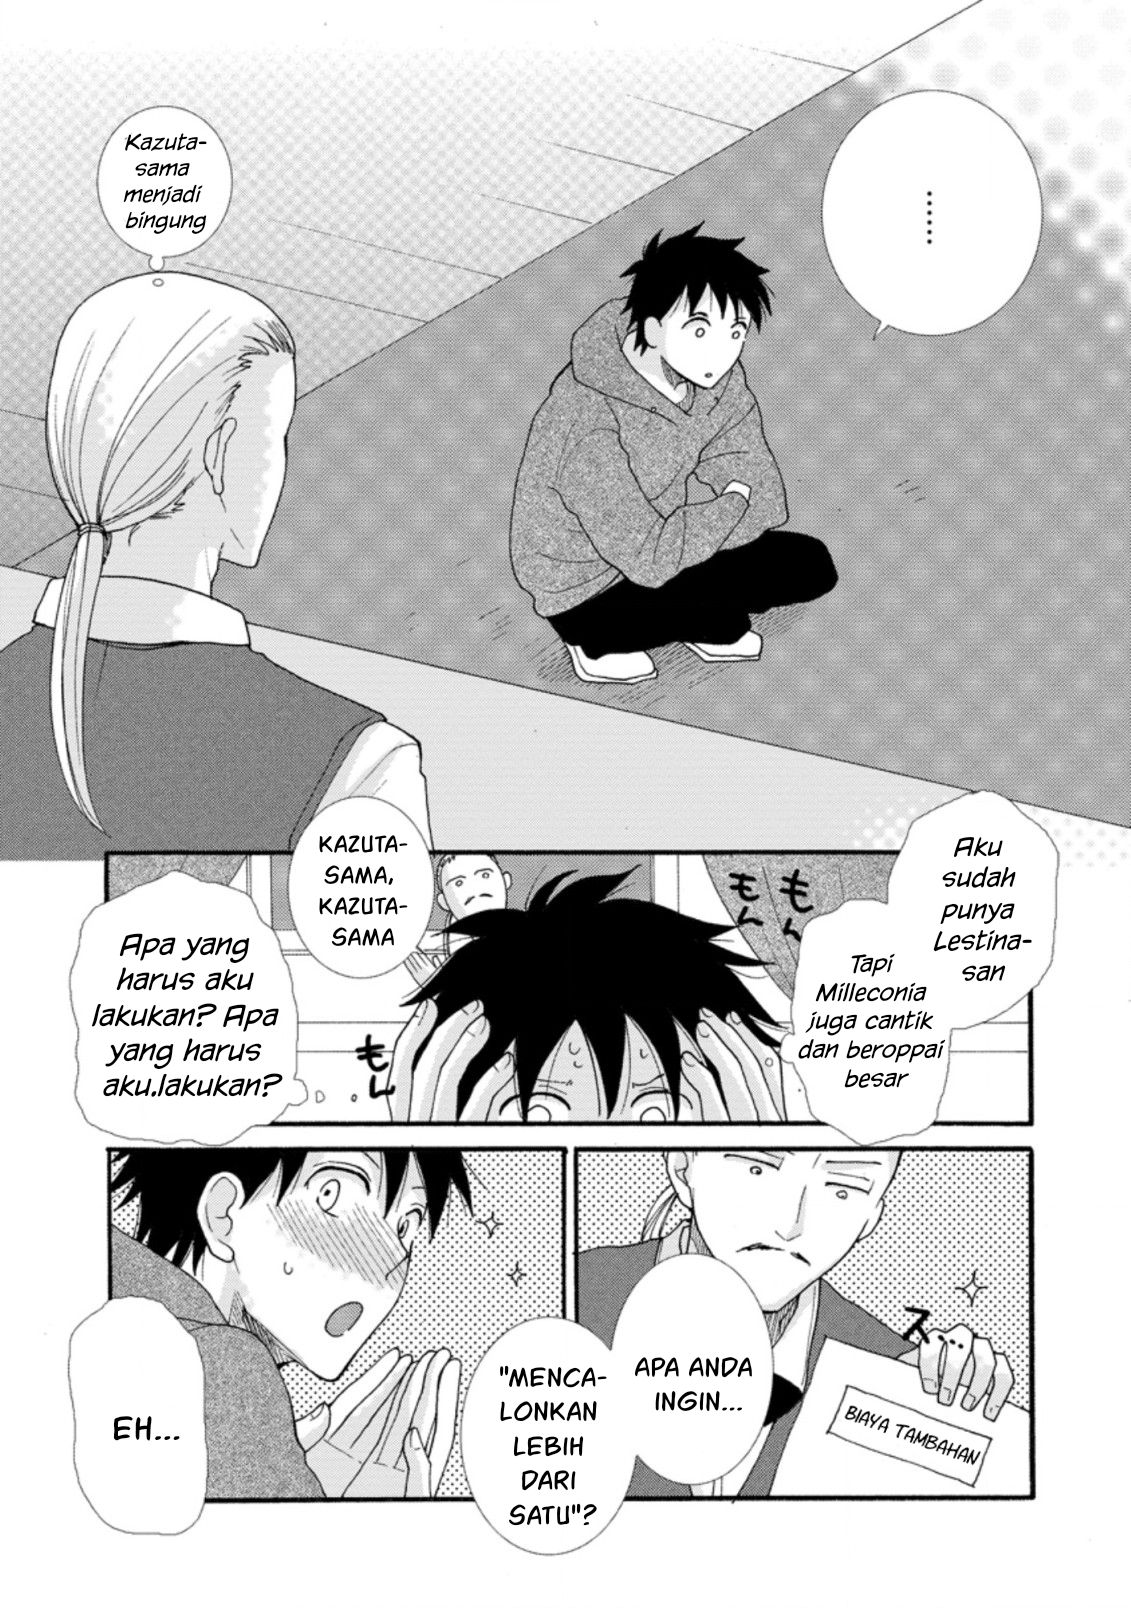 ……
Kazuta-
sama
menjadi
bingung
Aku
sudah
punya
Lestina-
san
Tapi
Milleconia
juga cantik
dan beroppai
besar
もん
もん
もん
KAZUTA-
SAMA,
KAZUTA-
SAMA
Apa yang
harus aku
lakukan? Apa
yang harus
aku.lakukan?
APA ANDA
INGIN...
ス…
BIAYA TAMBAHAN
"MENCA-
LONKAN
LEBIH
DARI
SATU"?
EH...